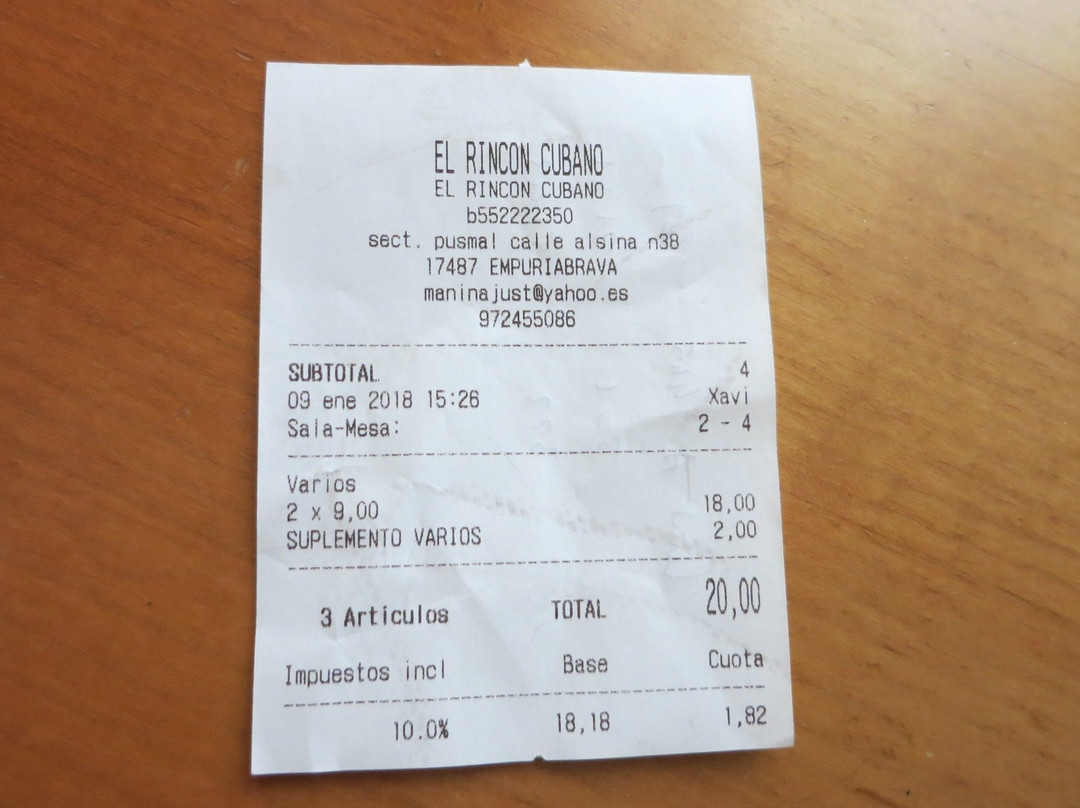 EL RINCON CUBANO
EL RINCON CUBANO
b552222350
sect. pusmal calle alsina n38
17487 EMPURIABRAVA
maninajust@yahoo.es
972455086
SUBTOTAL 4
09 ene 2018 15:26 Xavi
Sala-Mesa: 2 - 4
Varios
2 x 9,00 18,00
SUPLEMENTO VARIOS 2,00
3 Articulos TOTAL 20,00
Impuestos incl Base Cuota
10.0% 18,18 1,82